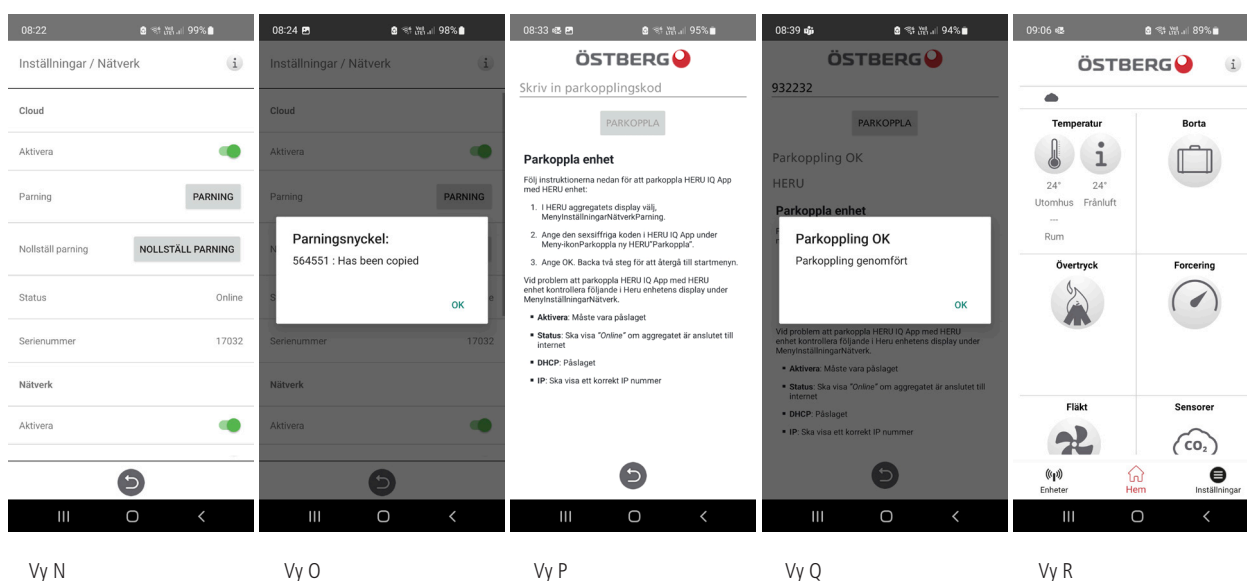 08:22 99%
Inställningar / Nätverk i
Cloud
Aktivera
Parning PARNING
Nollställ parning NOLLSTÄLL PARNING
Status Online
Serienummer 17032
Nätverk
Aktivera
Vy N
08:24 98%
Inställningar / Nätverk i
Cloud
Aktivera
Parning PARNING
Parningsnyckel:
564551 : Has been copied
OK
Serienummer 17032
Nätverk
Aktivera
Vy O
08:33 95%
ÖSTBERG
Skriv in parkopplingskod
PARKOPPLA
Parkoppla enhet
Följ instruktionerna nedan för att parkoppla HERU IQ App
med HERU enhet:
1. I HERU aggregatets display välj,
MenyInställningarNätverkParning.
2. Ange den sexsiffriga koden i HERU IQ App under
Meny-ikonParkoppla ny HERU"Parkoppla".
3. Ange OK. Backa två steg för att återgå till startmenyn.
Vid problem att parkoppla HERU IQ App med HERU
enhet kontrollera följande i Heru enhetens display under
MenyInställningarNätverk.
▪ Aktivera: Måste vara påslaget
▪ Status: Ska visa "Online" om aggregatet är anslutet till
internet
▪ DHCP: Påslaget
▪ IP: Ska visa ett korrekt IP nummer
Vy P
08:39 94%
ÖSTBERG
932232
PARKOPPLA
Parkoppling OK
HERU
Parkoppla enhet
Parkoppling OK
Parkoppling genomfört
OK
Vid problem att parkoppla HERU IQ App med HERU
enhet kontrollera följande i Heru enhetens display under
MenyInställningarNätverk.
▪ Aktivera: Måste vara påslaget
▪ Status: Ska visa "Online" om aggregatet är anslutet till
internet
▪ DHCP: Påslaget
▪ IP: Ska visa ett korrekt IP nummer
Vy Q
09:06 89%
ÖSTBERG i
Temperatur Borta
24° 24°
Utomhus Frånluft
---
Rum
Övertryck Forcering
Fläkt Sensorer
CO₂
Enheter Hem Inställningar
Vy R